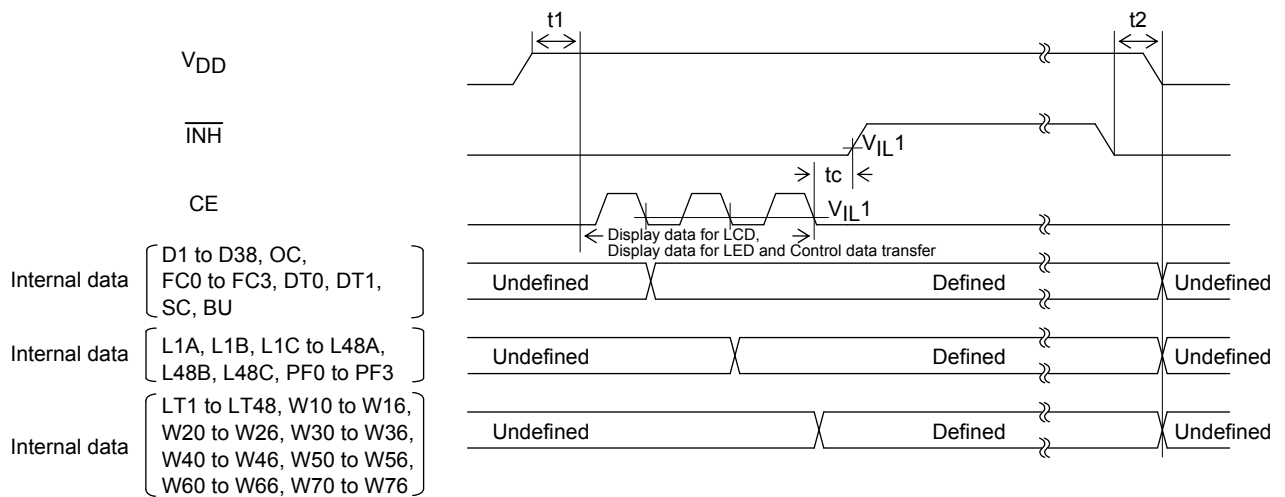 t1
t2
VDD
INH
VIL1
tc
CE
VIL1
Display data for LCD,
Display data for LED and Control data transfer
Internal data
D1 to D38, OC,
FC0 to FC3, DT0, DT1,
SC, BU
Undefined
Defined
Undefined
Internal data
L1A, L1B, L1C to L48A,
L48B, L48C, PF0 to PF3
Undefined
Defined
Undefined
Internal data
LT1 to LT48, W10 to W16,
W20 to W26, W30 to W36,
W40 to W46, W50 to W56,
W60 to W66, W70 to W76
Undefined
Defined
Undefined